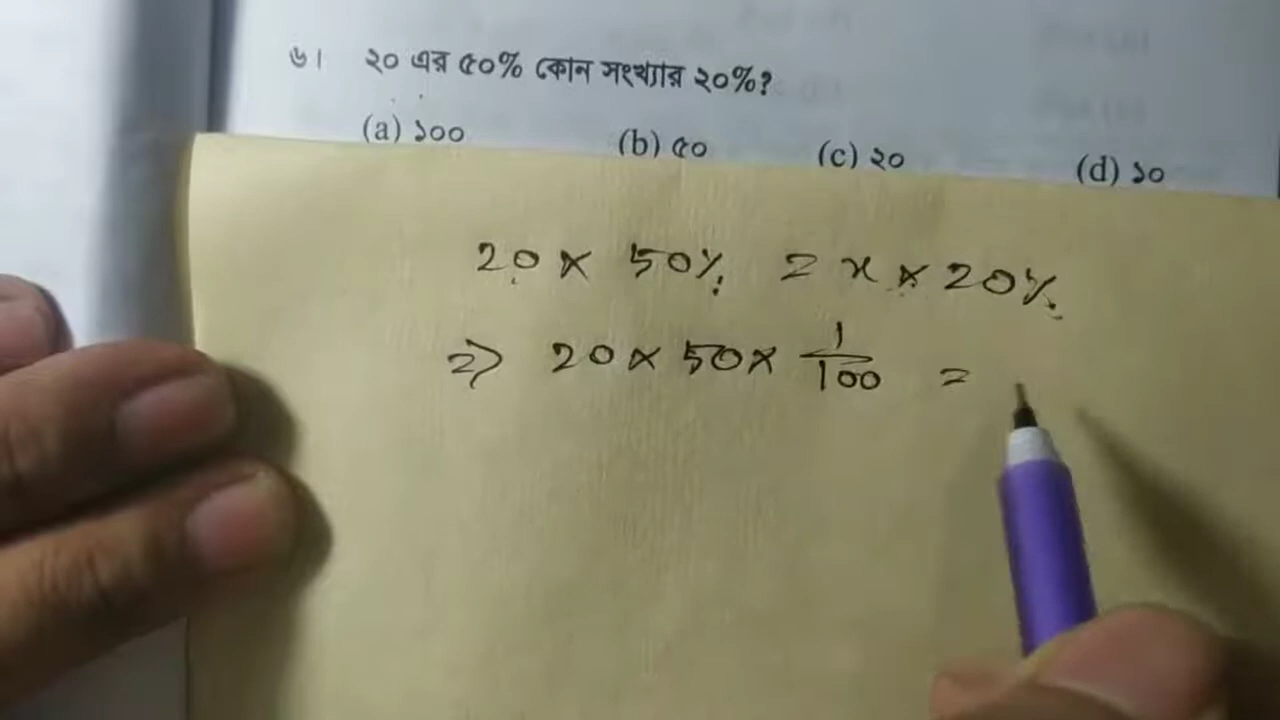 ৬। ২০ এর ৫০% কোন সংখ্যার ২০%?
(a) ১০০ (b) ৫০ (c) ২০ (d) ১০
20 × 50% = x × 20%
=> 20 × 50 × 1/100 =